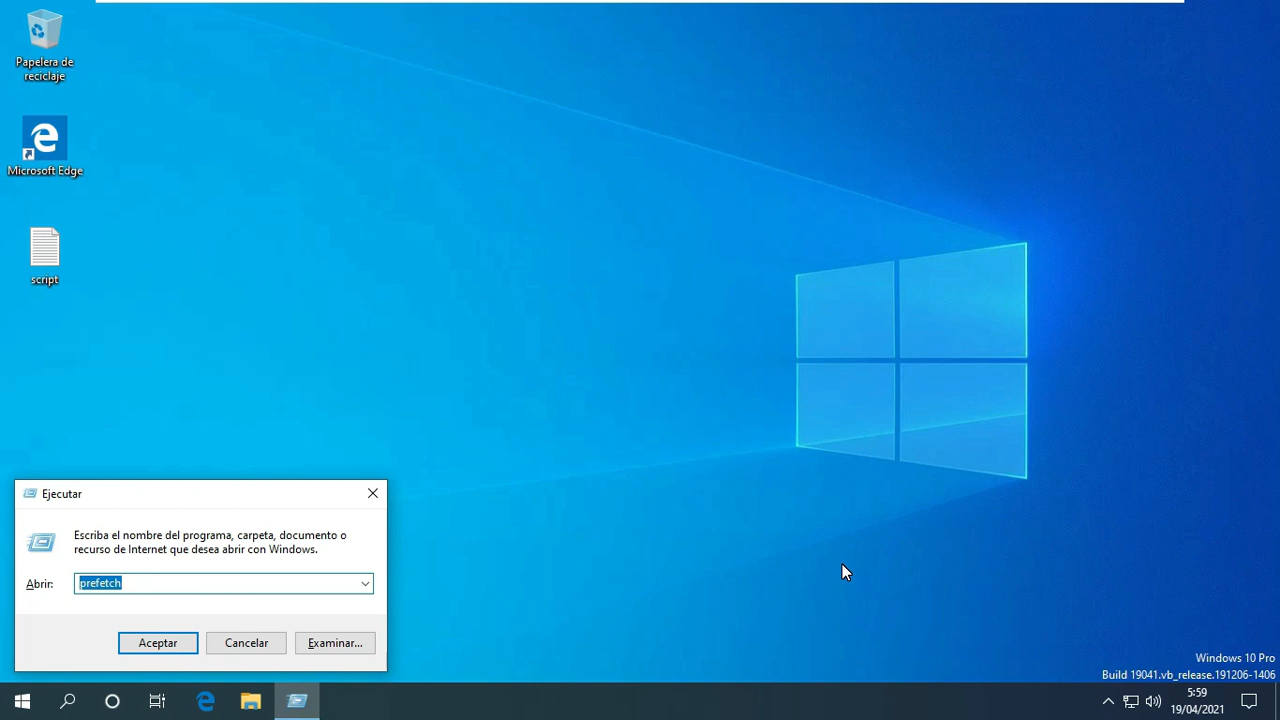 Papelera de
reciclaje
Microsoft Edge
script
Ejecutar
Escriba el nombre del programa, carpeta, documento o
recurso de Internet que desea abrir con Windows.
Abrir:
prefetch
Aceptar
Cancelar
Examinar...
Windows 10 Pro
Build 19041.vb_release.191206-1406
5:59
19/04/2021